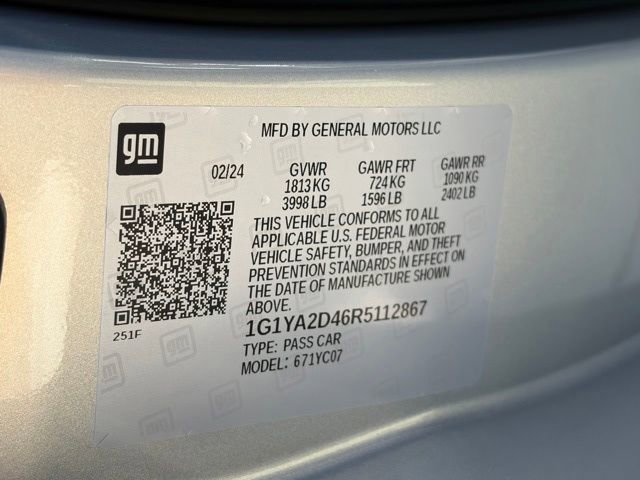 gm
MFD BY GENERAL MOTORS LLC
02/24 GVWR GAWR FRT GAWR RR
1813 KG 724 KG 1090 KG
3998 LB 1596 LB 2402 LB
THIS VEHICLE CONFORMS TO ALL
APPLICABLE U.S. FEDERAL MOTOR
VEHICLE SAFETY, BUMPER, AND THEFT
PREVENTION STANDARDS IN EFFECT ON
THE DATE OF MANUFACTURE SHOWN
ABOVE.
251F
1G1YA2D46R5112867
TYPE: PASS CAR
MODEL: 671YC07